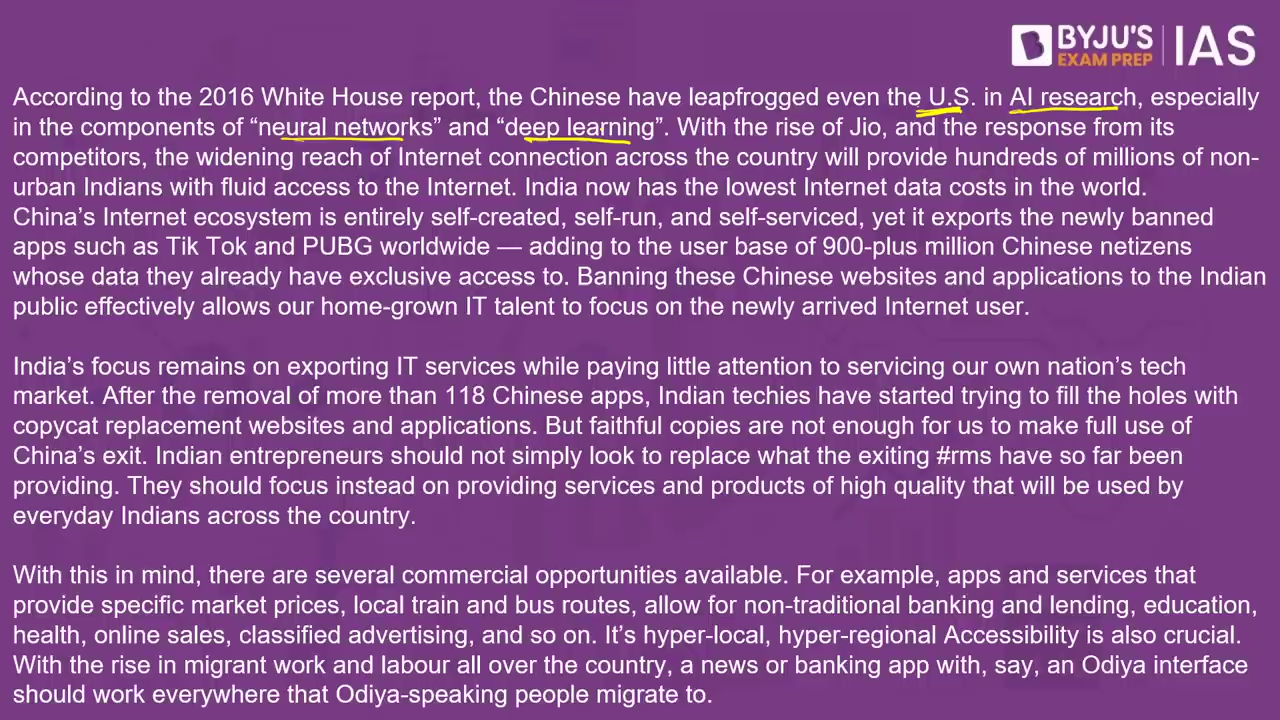 BYJU'S IAS
EXAM PREP
According to the 2016 White House report, the Chinese have leapfrogged even the U.S. in AI research, especially
in the components of “neural networks” and “deep learning”. With the rise of Jio, and the response from its
competitors, the widening reach of Internet connection across the country will provide hundreds of millions of non-
urban Indians with fluid access to the Internet. India now has the lowest Internet data costs in the world.
China’s Internet ecosystem is entirely self-created, self-run, and self-serviced, yet it exports the newly banned
apps such as Tik Tok and PUBG worldwide — adding to the user base of 900-plus million Chinese netizens
whose data they already have exclusive access to. Banning these Chinese websites and applications to the Indian
public effectively allows our home-grown IT talent to focus on the newly arrived Internet user.
India’s focus remains on exporting IT services while paying little attention to servicing our own nation’s tech
market. After the removal of more than 118 Chinese apps, Indian techies have started trying to fill the holes with
copycat replacement websites and applications. But faithful copies are not enough for us to make full use of
China’s exit. Indian entrepreneurs should not simply look to replace what the exiting #rms have so far been
providing. They should focus instead on providing services and products of high quality that will be used by
everyday Indians across the country.
With this in mind, there are several commercial opportunities available. For example, apps and services that
provide specific market prices, local train and bus routes, allow for non-traditional banking and lending, education,
health, online sales, classified advertising, and so on. It’s hyper-local, hyper-regional Accessibility is also crucial.
With the rise in migrant work and labour all over the country, a news or banking app with, say, an Odiya interface
should work everywhere that Odiya-speaking people migrate to.